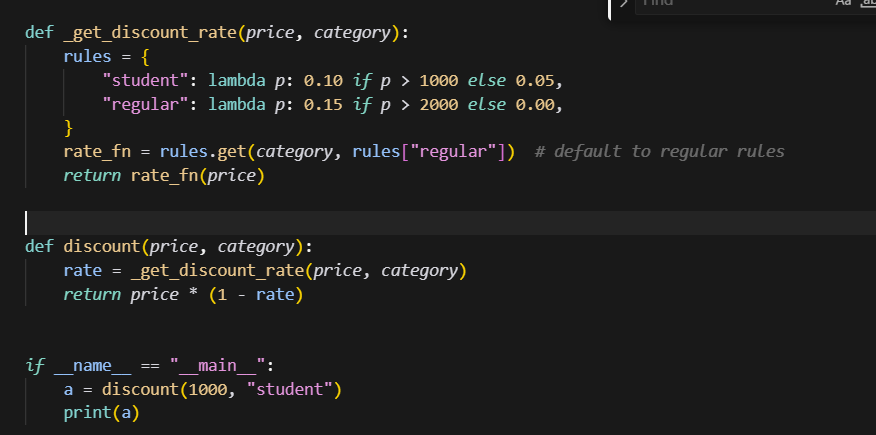 Find
Aa
def _get_discount_rate(price, category):
    rules = {
        "student": lambda p: 0.10 if p > 1000 else 0.05,
        "regular": lambda p: 0.15 if p > 2000 else 0.00,
    }
    rate_fn = rules.get(category, rules["regular"])  # default to regular rules
    return rate_fn(price)
def discount(price, category):
    rate = _get_discount_rate(price, category)
    return price * (1 - rate)
if __name__ == "__main__":
    a = discount(1000, "student")
    print(a)